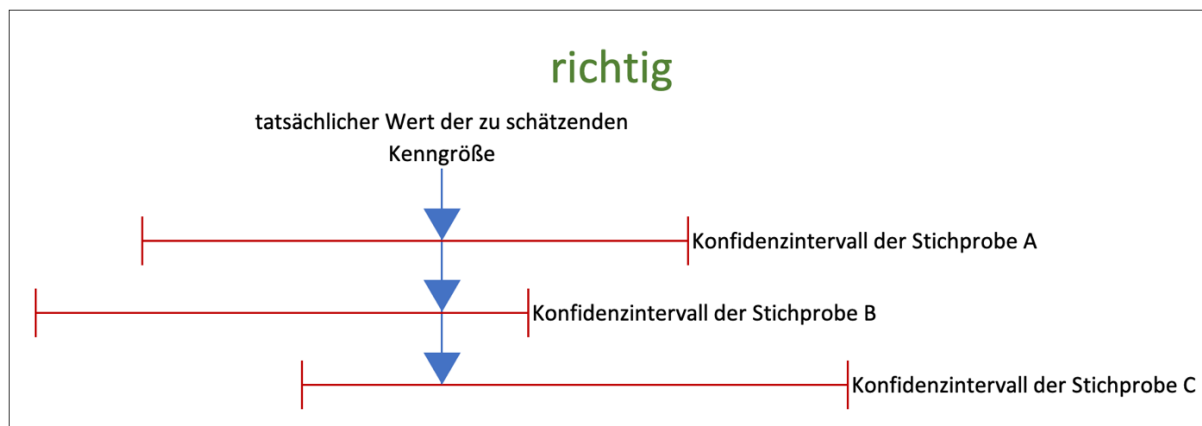 richtig
tatsächlicher Wert der zu schätzenden
Kenngröße
Konfidenzintervall der Stichprobe A
Konfidenzintervall der Stichprobe B
Konfidenzintervall der Stichprobe C